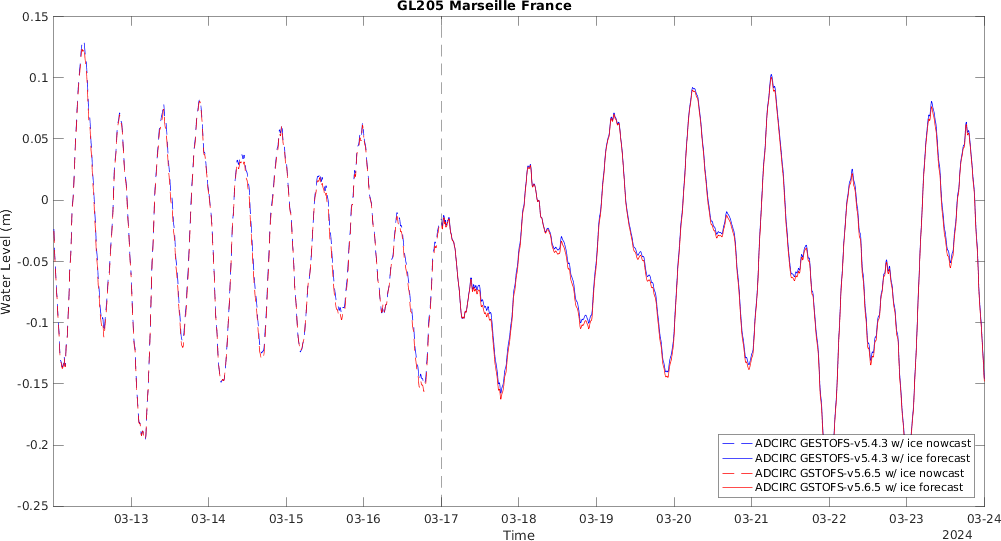 GL205 Marseille France
0.15
0.1
0.05
0
-0.05
-0.1
-0.15
-0.2
-0.25
Water Level (m)
ADCIRC GESTOFS-v5.4.3 w/ ice nowcast
ADCIRC GESTOFS-v5.4.3 w/ ice forecast
ADCIRC GSTOFS-v5.6.5 w/ ice nowcast
ADCIRC GSTOFS-v5.6.5 w/ ice forecast
03-13 03-14 03-15 03-16 03-17 03-18 03-19 03-20 03-21 03-22 03-23 03-24
Time
2024